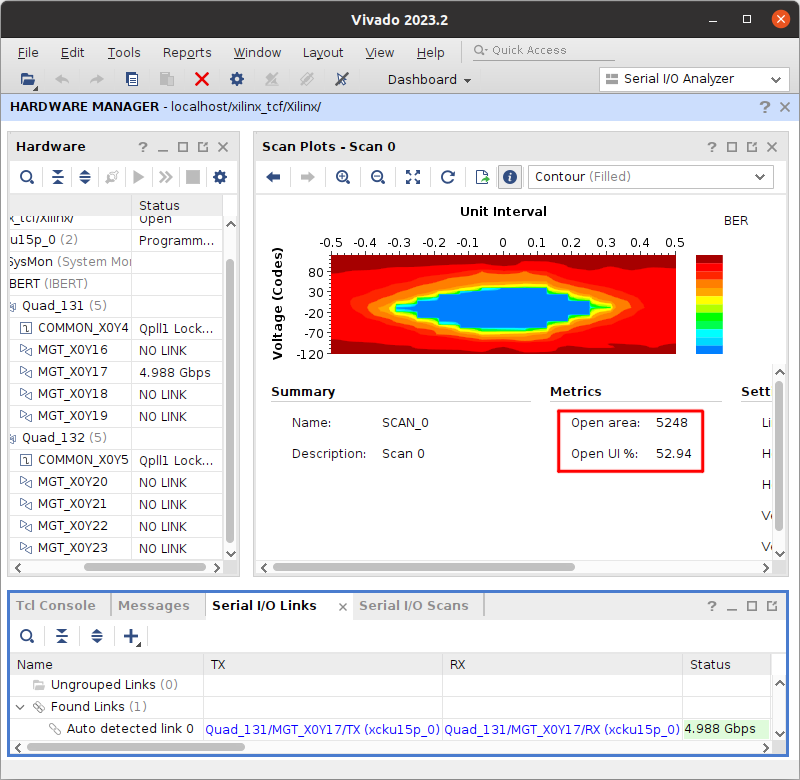 Vivado 2023.2
File Edit Tools Reports Window Layout View Help Quick Access
Dashboard Serial I/O Analyzer
HARDWARE MANAGER - localhost/xilinx_tcf/Xilinx/
Hardware
Status
x_tcf/Xilinx/ Open
u15p_0 (2) Programm...
SysMon (System Mon
BERT (IBERT)
Quad_131 (5)
COMMON_X0Y4 Qpll1 Lock...
MGT_X0Y16 NO LINK
MGT_X0Y17 4.988 Gbps
MGT_X0Y18 NO LINK
MGT_X0Y19 NO LINK
Quad_132 (5)
COMMON_X0Y5 Qpll1 Lock...
MGT_X0Y20 NO LINK
MGT_X0Y21 NO LINK
MGT_X0Y22 NO LINK
MGT_X0Y23 NO LINK
Scan Plots - Scan 0
Contour (Filled)
Unit Interval
BER
-0.5 -0.4 -0.3 -0.2 -0.1 0 0.1 0.2 0.3 0.4 0.5
Voltage (Codes)
80
30
-20
-70
-120
Summary
Name: SCAN_0
Description: Scan 0
Metrics
Open area: 5248
Open UI %: 52.94
Sett
Li
H
H
V
V
Tcl Console Messages Serial I/O Links Serial I/O Scans
Name TX RX Status
Ungrouped Links (0)
Found Links (1)
Auto detected link 0 Quad_131/MGT_X0Y17/TX (xcku15p_0) Quad_131/MGT_X0Y17/RX (xcku15p_0) 4.988 Gbps